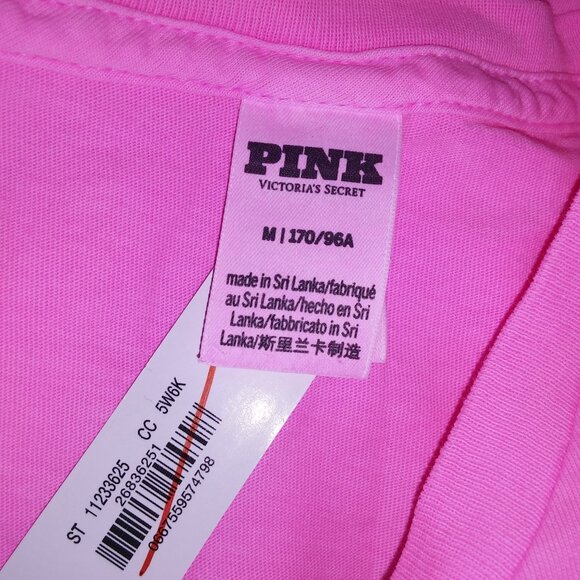 PINK
VICTORIA'S SECRET
M | 170/96A
made in Sri Lanka/fabriqué
au Sri Lanka/hecho en Sri
Lanka/fabbricato in Sri
Lanka/斯里兰卡制造
ST 11233625 CC 5W6K
26836251
0667559574798